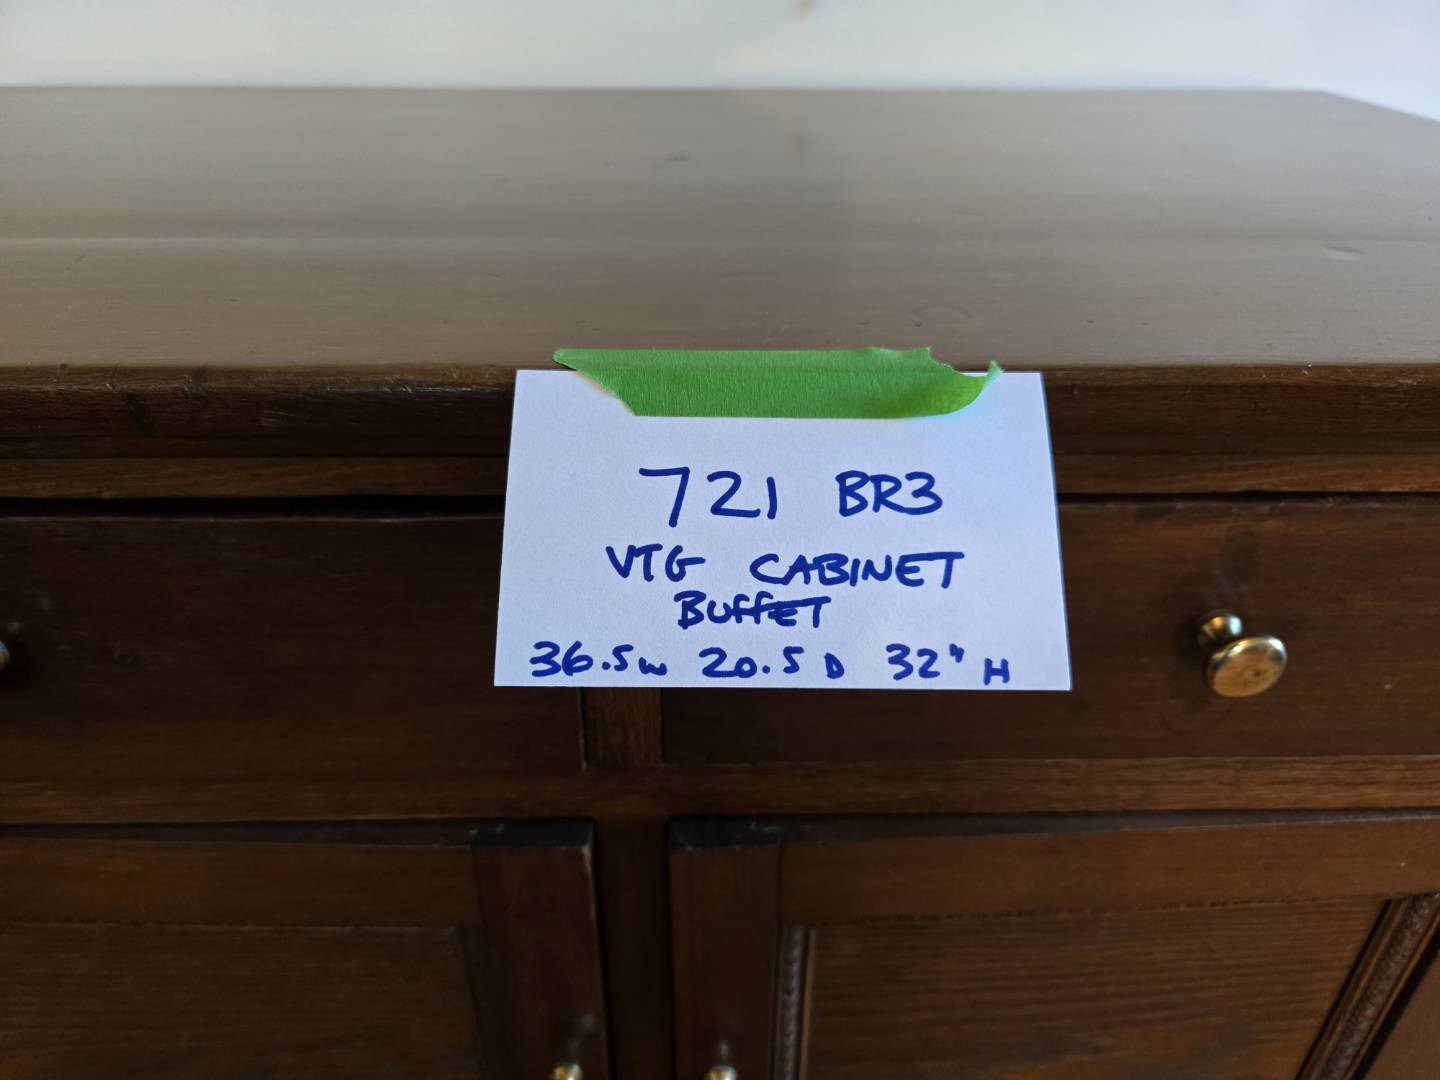 721 BR3
VTG CABINET
BUFFET
36.5W 20.5 D 32" H